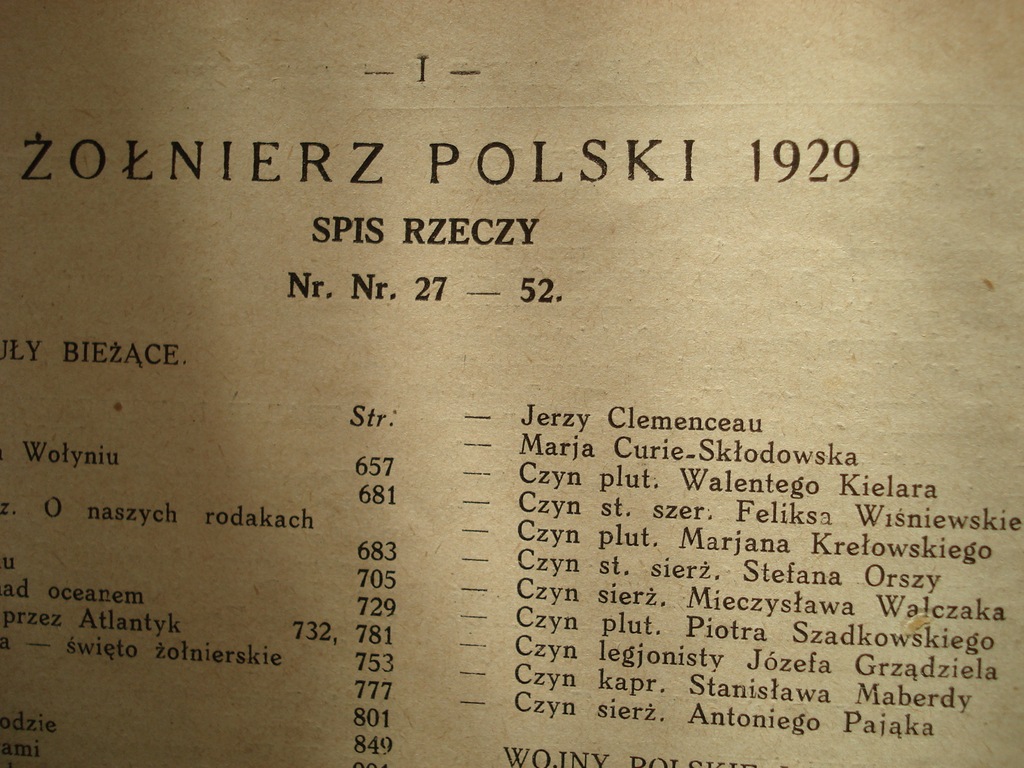 — I —
ŻOŁNIERZ POLSKI 1929
SPIS RZECZY
Nr. Nr. 27 — 52.
UŁY BIEŻĄCE.
Str.
Wołyniu
657
681
z. O naszych rodakach
683
u
705
ad oceanem
729
przez Atlantyk 732, 781
a — święto żołnierskie
753
777
801
odzie
849
ami
— Jerzy Clemenceau
— Marja Curie-Skłodowska
— Czyn plut. Walentego Kielara
— Czyn st. szer. Feliksa Wiśniewskie
— Czyn plut. Marjana Krełowskiego
— Czyn st. sierż. Stefana Orszy
— Czyn sierż. Mieczysława Walczaka
— Czyn plut. Piotra Szadkowskiego
— Czyn legjonisty Józefa Grządziela
— Czyn kapr. Stanisława Maberdy
— Czyn sierż. Antoniego Pająka
WOJNY POLSKIE